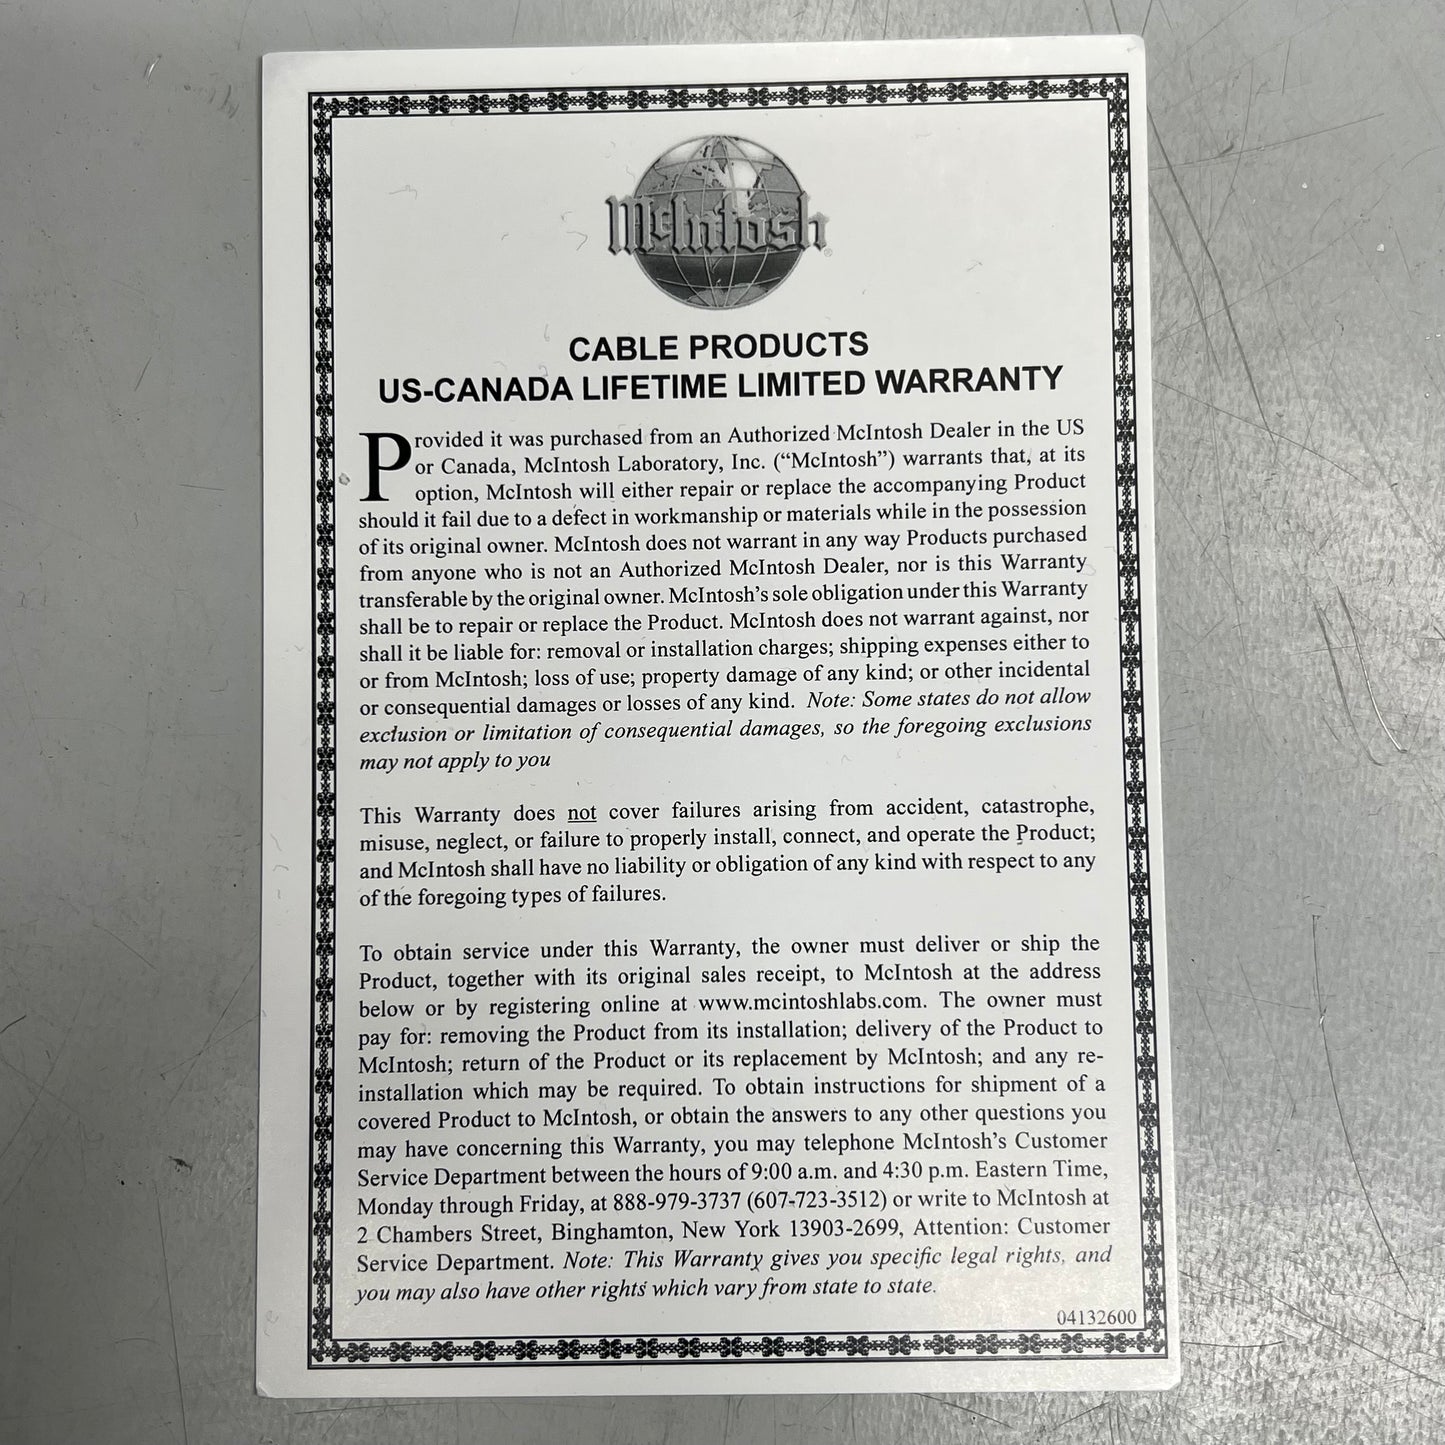 McIntosh®
CABLE PRODUCTS
US-CANADA LIFETIME LIMITED WARRANTY
Provided it was purchased from an Authorized McIntosh Dealer in the US
or Canada, McIntosh Laboratory, Inc. (“McIntosh”) warrants that, at its
option, McIntosh will either repair or replace the accompanying Product
should it fail due to a defect in workmanship or materials while in the possession
of its original owner. McIntosh does not warrant in any way Products purchased
from anyone who is not an Authorized McIntosh Dealer, nor is this Warranty
transferable by the original owner. McIntosh’s sole obligation under this Warranty
shall be to repair or replace the Product. McIntosh does not warrant against, nor
shall it be liable for: removal or installation charges; shipping expenses either to
or from McIntosh; loss of use; property damage of any kind; or other incidental
or consequential damages or losses of any kind. Note: Some states do not allow
exclusion or limitation of consequential damages, so the foregoing exclusions
may not apply to you
This Warranty does not cover failures arising from accident, catastrophe,
misuse, neglect, or failure to properly install, connect, and operate the Product;
and McIntosh shall have no liability or obligation of any kind with respect to any
of the foregoing types of failures.
To obtain service under this Warranty, the owner must deliver or ship the
Product, together with its original sales receipt, to McIntosh at the address
below or by registering online at www.mcintoshlabs.com. The owner must
pay for: removing the Product from its installation; delivery of the Product to
McIntosh; return of the Product or its replacement by McIntosh; and any re-
installation which may be required. To obtain instructions for shipment of a
covered Product to McIntosh, or obtain the answers to any other questions you
may have concerning this Warranty, you may telephone McIntosh’s Customer
Service Department between the hours of 9:00 a.m. and 4:30 p.m. Eastern Time,
Monday through Friday, at 888-979-3737 (607-723-3512) or write to McIntosh at
2 Chambers Street, Binghamton, New York 13903-2699, Attention: Customer
Service Department. Note: This Warranty gives you specific legal rights, and
you may also have other rights which vary from state to state.
04132600